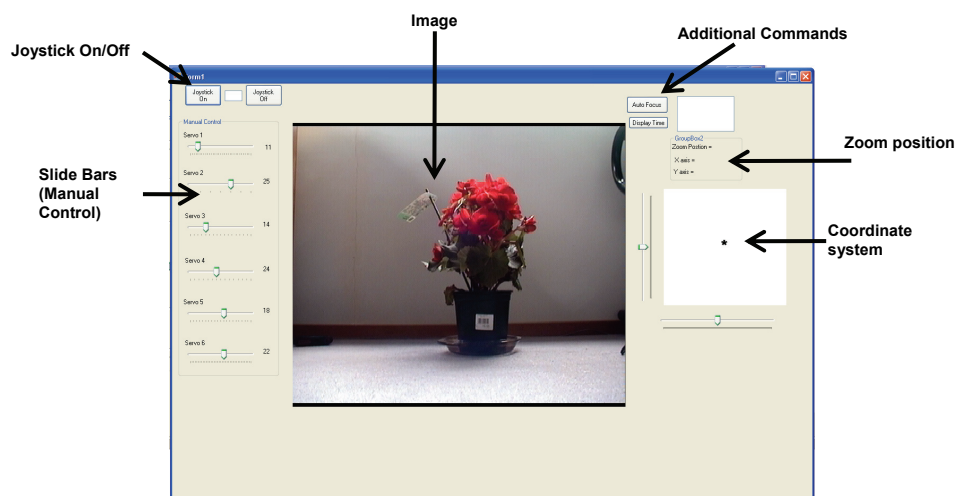 Image
Joystick On/Off
Additional Commands
orm1
Joystick
On
Joystick
Off
Auto Focus
Display Time
Manual Control
Servo 1
11
Servo 2
25
Servo 3
14
Servo 4
24
Servo 5
18
Servo 6
22
GroupBox2
Zoom Postion =
X axis =
Y axis =
Zoom position
Slide Bars
(Manual
Control)
*
Coordinate
system